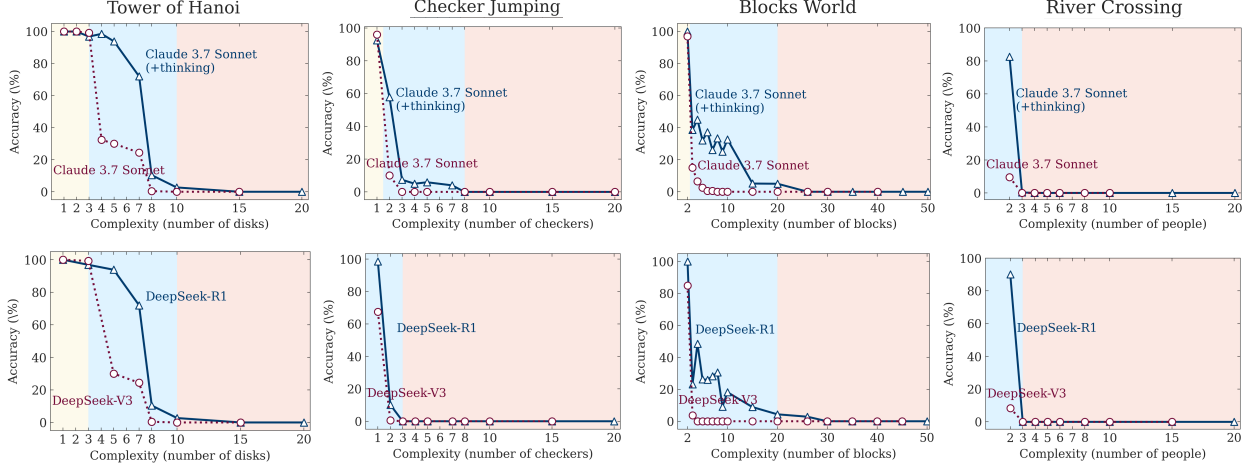 Tower of Hanoi
Checker Jumping
Blocks World
River Crossing
100
80
60
40
20
0
Accuracy (\%)
Claude 3.7 Sonnet
(+thinking)
Claude 3.7 Sonnet
1 2 3 4 5 6 7 8 10 15 20
Complexity (number of disks)
100
80
60
40
20
0
Accuracy (\%)
Claude 3.7 Sonnet
(+thinking)
Claude 3.7 Sonnet
1 2 3 4 5 6 7 8 10 15 20
Complexity (number of checkers)
100
80
60
40
20
0
Accuracy (\%)
Claude 3.7 Sonnet
(+thinking)
Claude 3.7 Sonnet
2 10 20 30 40 50
Complexity (number of blocks)
100
80
60
40
20
0
Accuracy (\%)
Claude 3.7 Sonnet
(+thinking)
Claude 3.7 Sonnet
2 3 4 5 6 7 8 10 15 20
Complexity (number of people)
100
80
60
40
20
0
Accuracy (\%)
DeepSeek-R1
DeepSeek-V3
1 2 3 4 5 6 7 8 10 15 20
Complexity (number of disks)
100
80
60
40
20
0
Accuracy (\%)
DeepSeek-R1
DeepSeek-V3
1 2 3 4 5 6 7 8 10 15 20
Complexity (number of checkers)
100
80
60
40
20
0
Accuracy (\%)
DeepSeek-R1
DeepSeek-V3
2 10 20 30 40 50
Complexity (number of blocks)
100
80
60
40
20
0
Accuracy (\%)
DeepSeek-R1
DeepSeek-V3
2 3 4 5 6 7 8 10 15 20
Complexity (number of people)